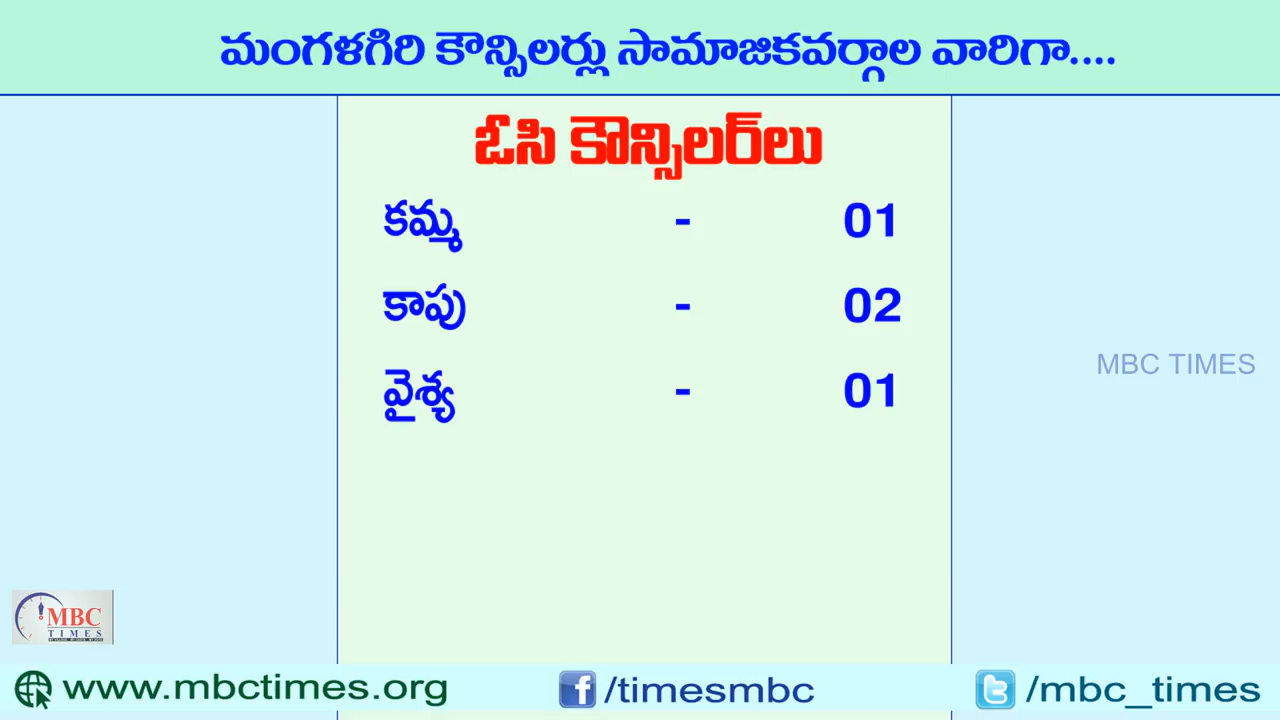 మంగళగిరి కౌన్సిలర్లు సామాజికవర్గాల వారిగా....
ఓసి కౌన్సిలర్‌లు
కమ్మ - 01
కాపు - 02
వైశ్య - 01
MBC TIMES
MBC
TIMES
www.mbctimes.org
/timesmbc
/mbc_times